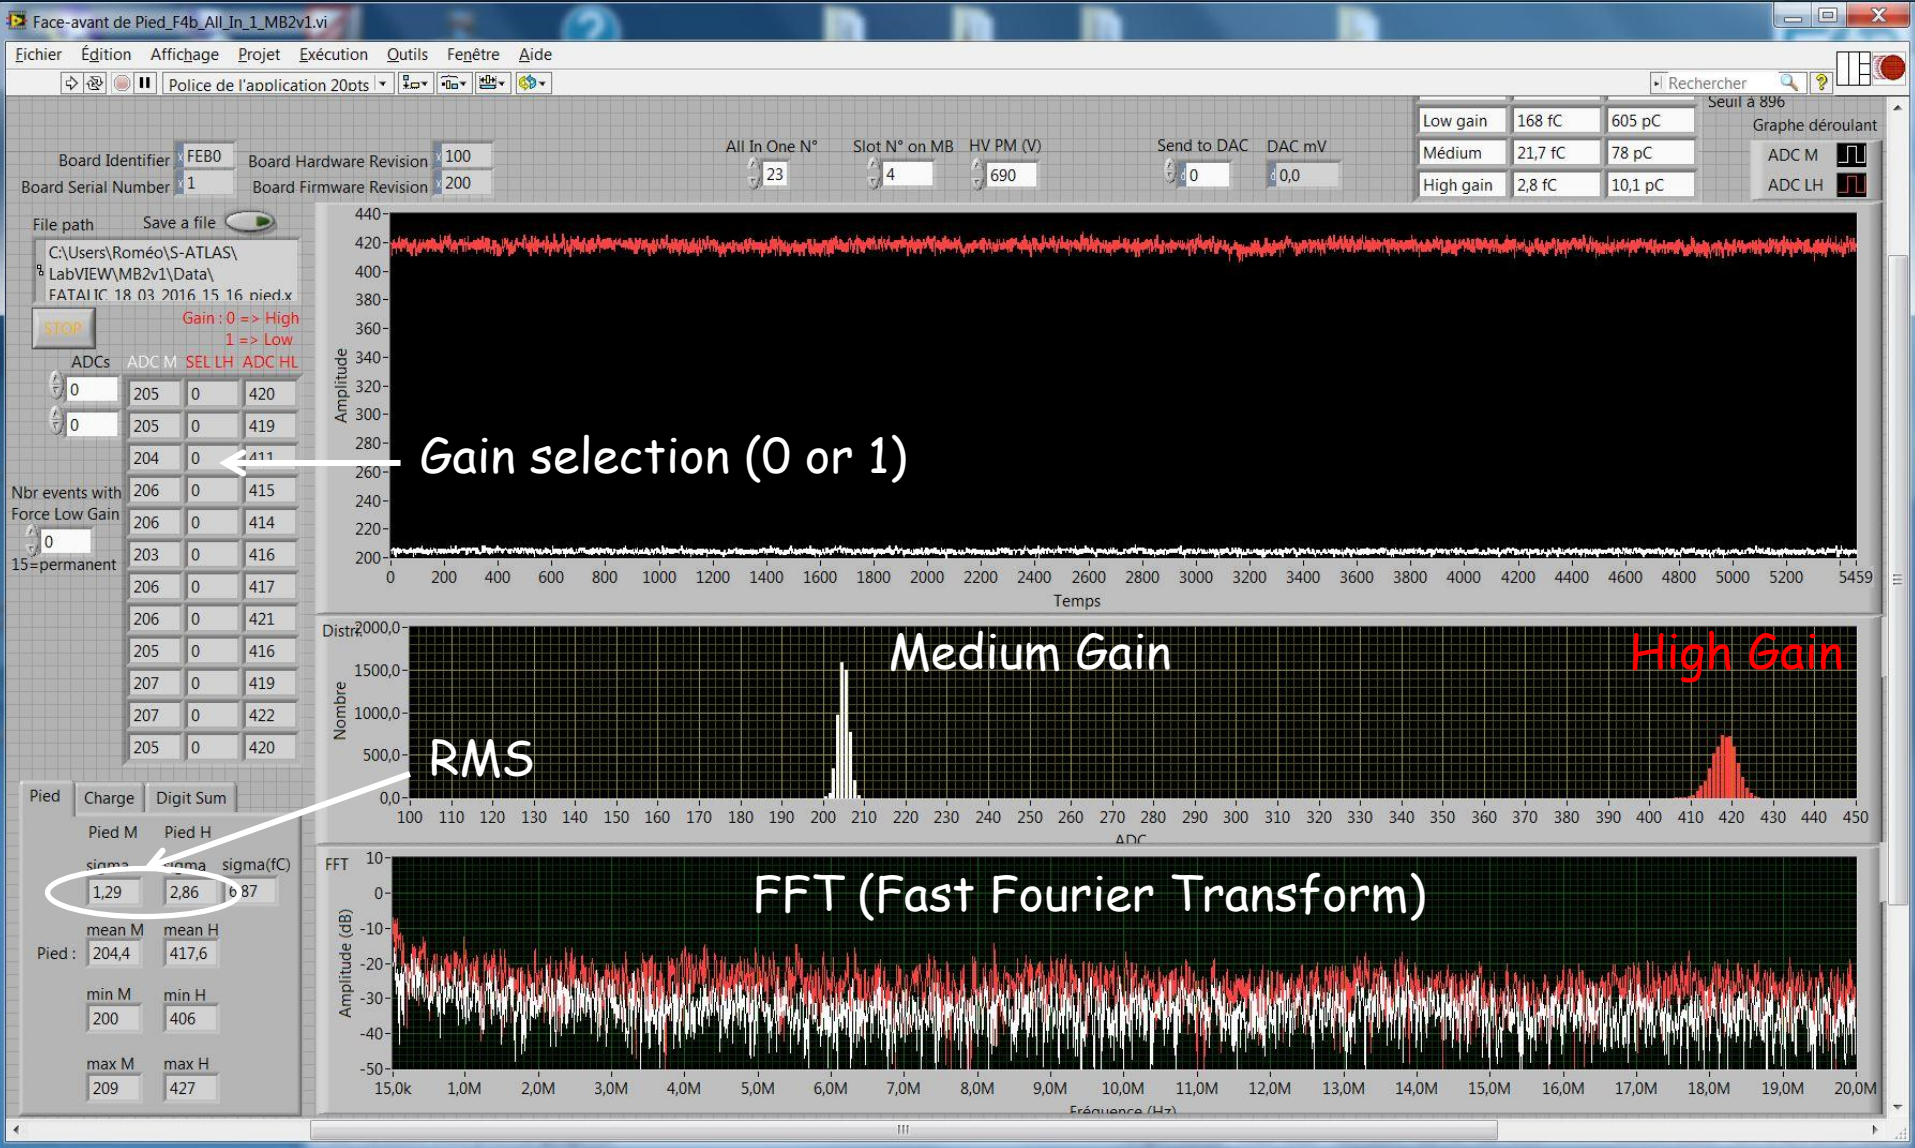 Face-avant de Pied_F4b_All_In_1_MB2v1.vi
Fichier Édition Affichage Projet Exécution Outils Fenêtre Aide
Police de l'application 20pts
Rechercher
Seuil à 896
Low gain 168 fC 605 pC
Médium 21,7 fC 78 pC
High gain 2,8 fC 10,1 pC
Graphe déroulant
ADC M
ADC LH
Board Identifier x FEB0
Board Serial Number x 1
Board Hardware Revision x 100
Board Firmware Revision x 200
All In One N° Slot N° on MB HV PM (V) Send to DAC DAC mV
23 4 690 d 0 d 0,0
File path Save a file
C:\Users\Roméo\S-ATLAS\
LabVIEW\MB2v1\Data\
FATALIC_18_03_2016_15_16_pied.x
STOP
Gain : 0 => High
1 => Low
ADCs ADC M SEL LH ADC HL
0 205 0 420
0 205 0 419
204 0 411
206 0 415
206 0 414
203 0 416
206 0 417
206 0 421
205 0 416
207 0 419
207 0 422
205 0 420
Nbr events with
Force Low Gain
0
15=permanent
Gain selection (0 or 1)
Amplitude
440
420
400
380
360
340
320
300
280
260
240
220
200
0 200 400 600 800 1000 1200 1400 1600 1800 2000 2200 2400 2600 2800 3000 3200 3400 3600 3800 4000 4200 4400 4600 4800 5000 5200 5459
Temps
Distri
Medium Gain
High Gain
Nombre
2000,0
1500,0
1000,0
500,0
0,0
RMS
100 110 120 130 140 150 160 170 180 190 200 210 220 230 240 250 260 270 280 290 300 310 320 330 340 350 360 370 380 390 400 410 420 430 440 450
ADC
Pied Charge Digit Sum
Pied M Pied H
sigma sigma sigma(fC)
1,29 2,86 6,87
mean M mean H
Pied : 204,4 417,6
min M min H
200 406
max M max H
209 427
FFT
FFT (Fast Fourier Transform)
Amplitude (dB)
10
0
-10
-20
-30
-40
-50
15,0k 1,0M 2,0M 3,0M 4,0M 5,0M 6,0M 7,0M 8,0M 9,0M 10,0M 11,0M 12,0M 13,0M 14,0M 15,0M 16,0M 17,0M 18,0M 19,0M 20,0M
Fréquence (Hz)